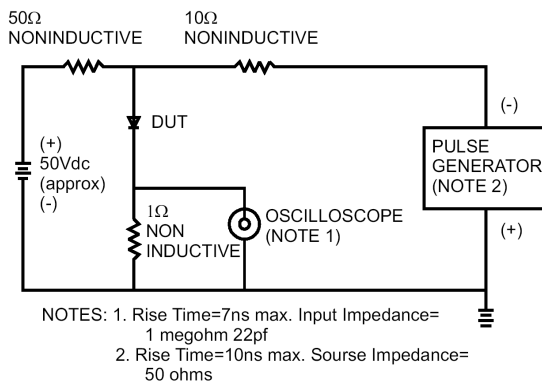 50Ω
NONINDUCTIVE
10Ω
NONINDUCTIVE
DUT
(+)
50Vdc
(approx)
(-)
1Ω
NON
INDUCTIVE
OSCILLOSCOPE
(NOTE 1)
(-)
PULSE
GENERATOR
(NOTE 2)
(+)
NOTES: 1. Rise Time=7ns max. Input Impedance=
1 megohm 22pf
2. Rise Time=10ns max. Sourse Impedance=
50 ohms